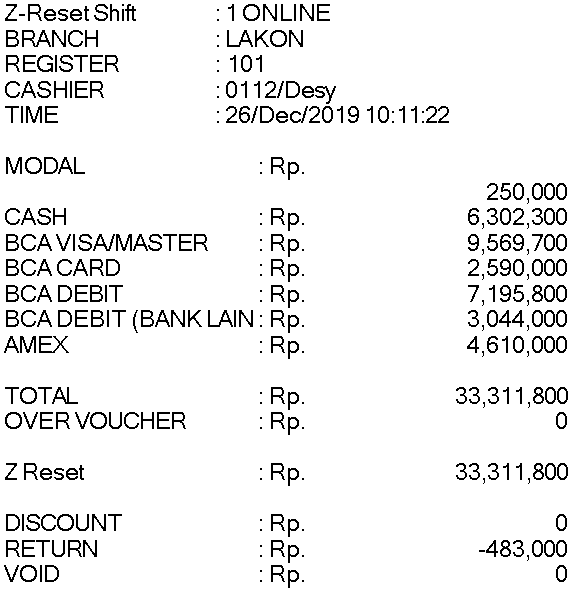 Z-Reset Shift : 1 ONLINE
BRANCH : LAKON
REGISTER : 101
CASHIER : 0112/Desy
TIME : 26/Dec/2019 10:11:22
MODAL : Rp.
250,000
CASH : Rp. 6,302,300
BCA VISA/MASTER : Rp. 9,569,700
BCA CARD : Rp. 2,590,000
BCA DEBIT : Rp. 7,195,800
BCA DEBIT (BANK LAIN : Rp. 3,044,000
AMEX : Rp. 4,610,000
TOTAL : Rp. 33,311,800
OVER VOUCHER : Rp. 0
Z Reset : Rp. 33,311,800
DISCOUNT : Rp. 0
RETURN : Rp. -483,000
VOID : Rp. 0